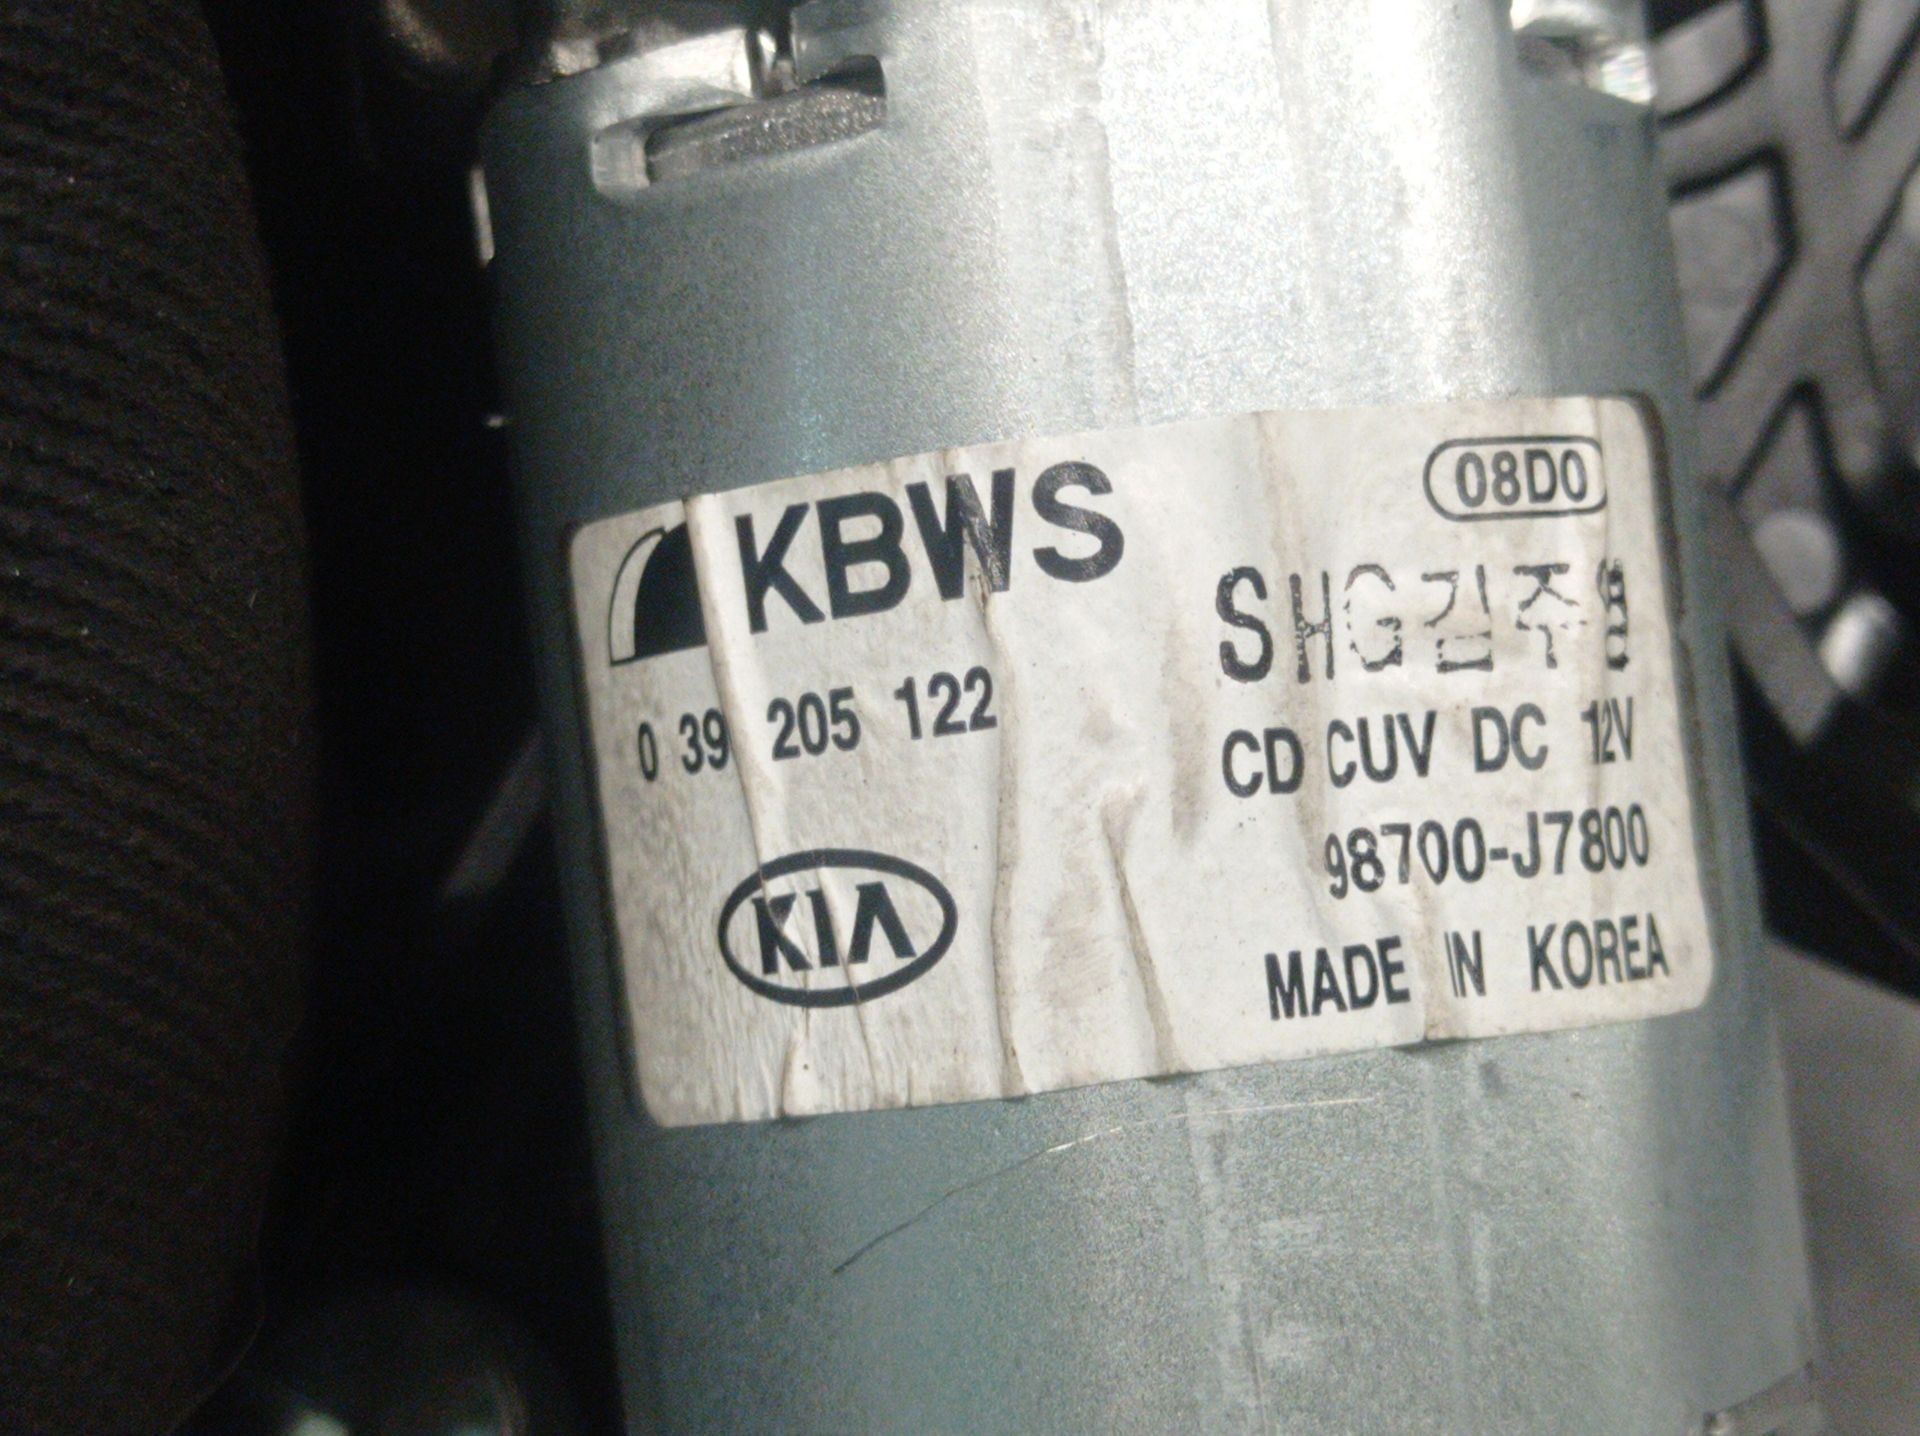 KBWS
08D0
SHG김주영
0 39 205 122
CD CUV DC 12V
98700-J7800
KIA
MADE IN KOREA